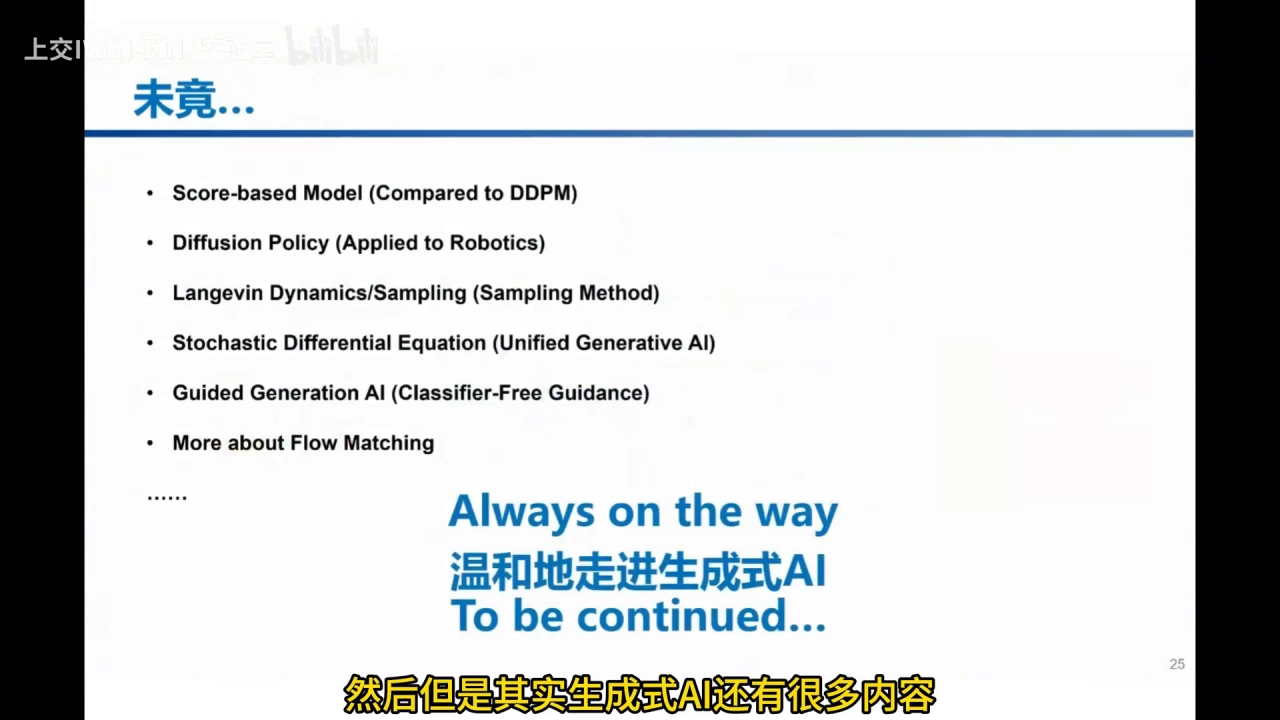 上交
bilibili
未竟...
• Score-based Model (Compared to DDPM)
• Diffusion Policy (Applied to Robotics)
• Langevin Dynamics/Sampling (Sampling Method)
• Stochastic Differential Equation (Unified Generative AI)
• Guided Generation AI (Classifier-Free Guidance)
• More about Flow Matching
......
Always on the way
温和地走进生成式AI
To be continued...
25
然后但是其实生成式AI还有很多内容